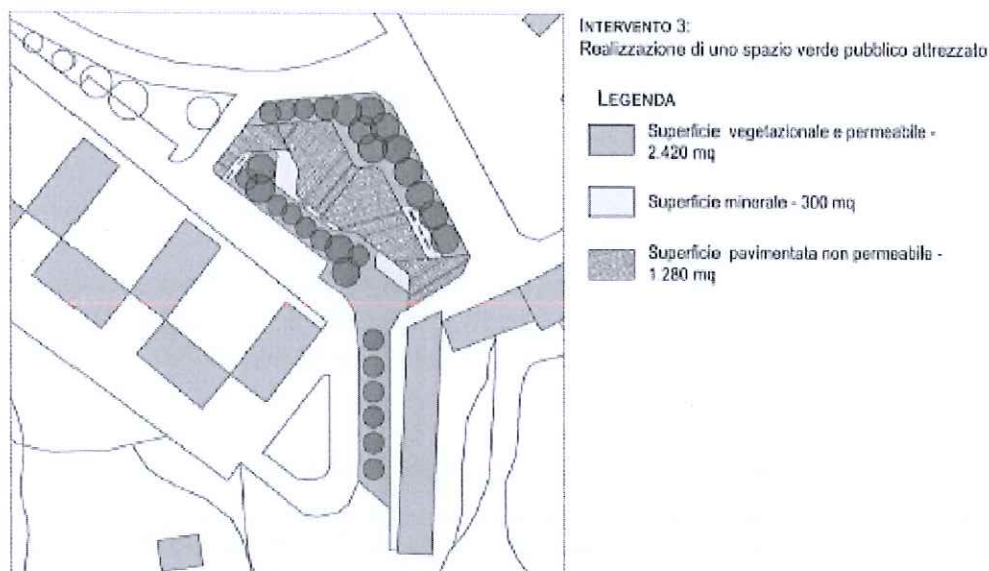 INTERVENTO 3:
Realizzazione di uno spazio verde pubblico attrezzato
LEGENDA
Superficie vegetazionale e permeabile -
2.420 mq
Superficie minerale - 300 mq
Superficie pavimentata non permeabile -
1 280 mq